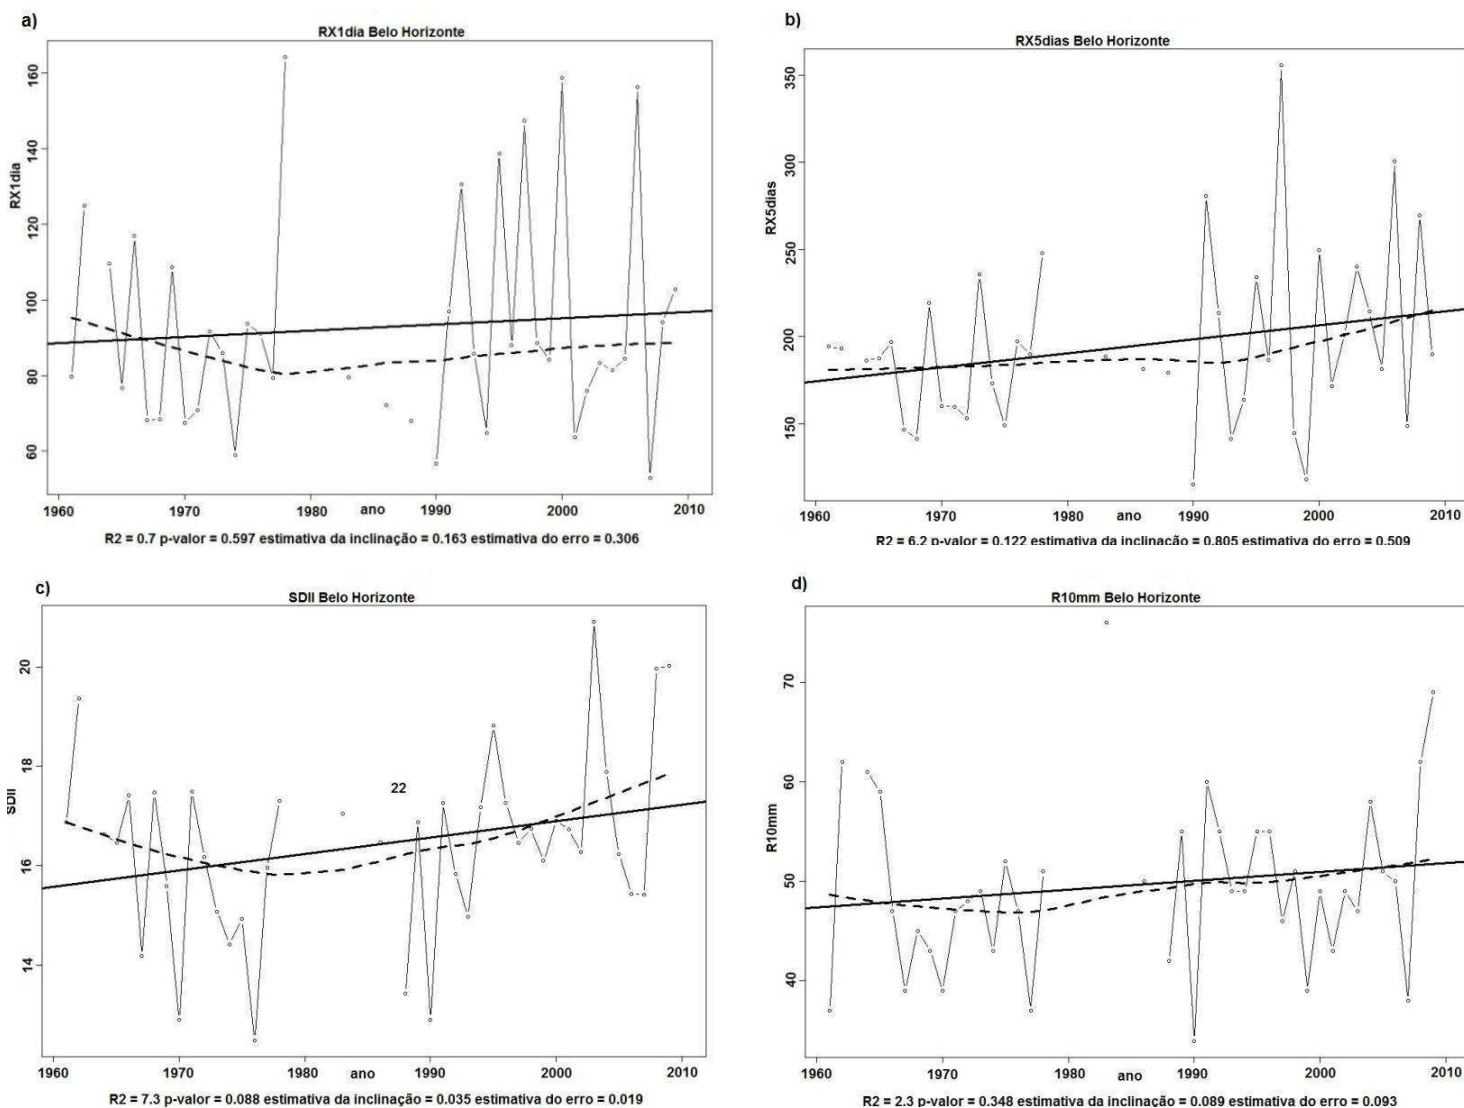 a)
RX1dia Belo Horizonte
RX1dia
160
140
120
100
80
60
1960 1970 1980 ano 1990 2000 2010
R2 = 0.7 p-valor = 0.597 estimativa da inclinação = 0.163 estimativa do erro = 0.306
b)
RX5dias Belo Horizonte
RX5dias
350
300
250
200
150
1960 1970 1980 ano 1990 2000 2010
R2 = 6.2 p-valor = 0.122 estimativa da inclinação = 0.805 estimativa do erro = 0.509
c)
SDII Belo Horizonte
SDII
20
18
16
14
22
1960 1970 1980 ano 1990 2000 2010
R2 = 7.3 p-valor = 0.088 estimativa da inclinação = 0.035 estimativa do erro = 0.019
d)
R10mm Belo Horizonte
R10mm
70
60
50
40
1960 1970 1980 ano 1990 2000 2010
R2 = 2.3 p-valor = 0.348 estimativa da inclinação = 0.089 estimativa do erro = 0.093